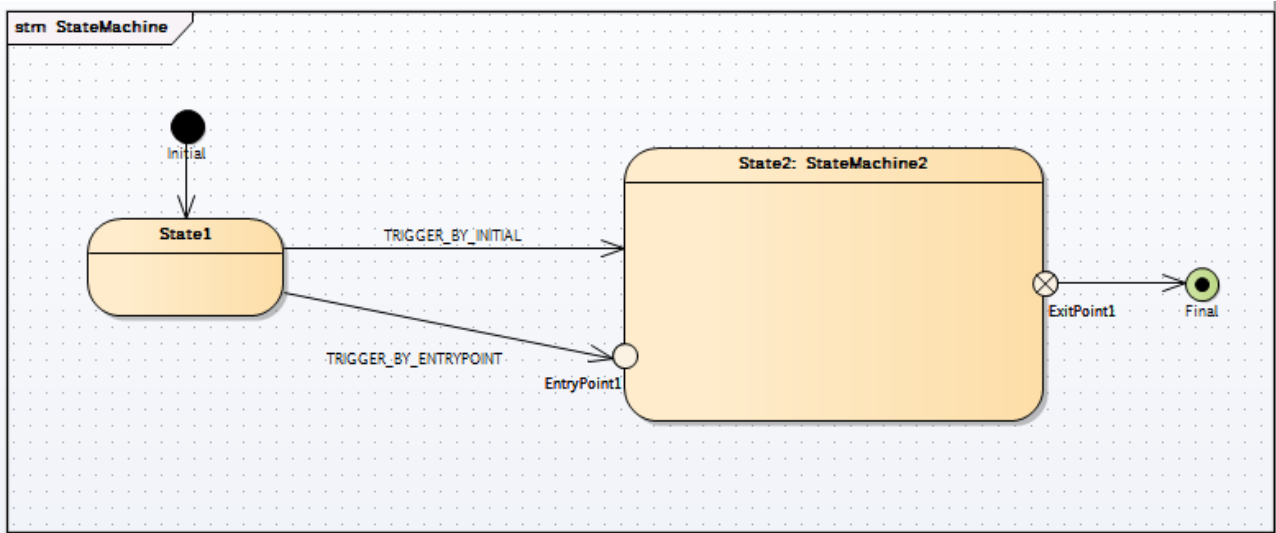 stm StateMachine
Initial
State1
TRIGGER_BY_INITIAL
TRIGGER_BY_ENTRYPOINT
State2: StateMachine2
EntryPoint1
ExitPoint1
Final